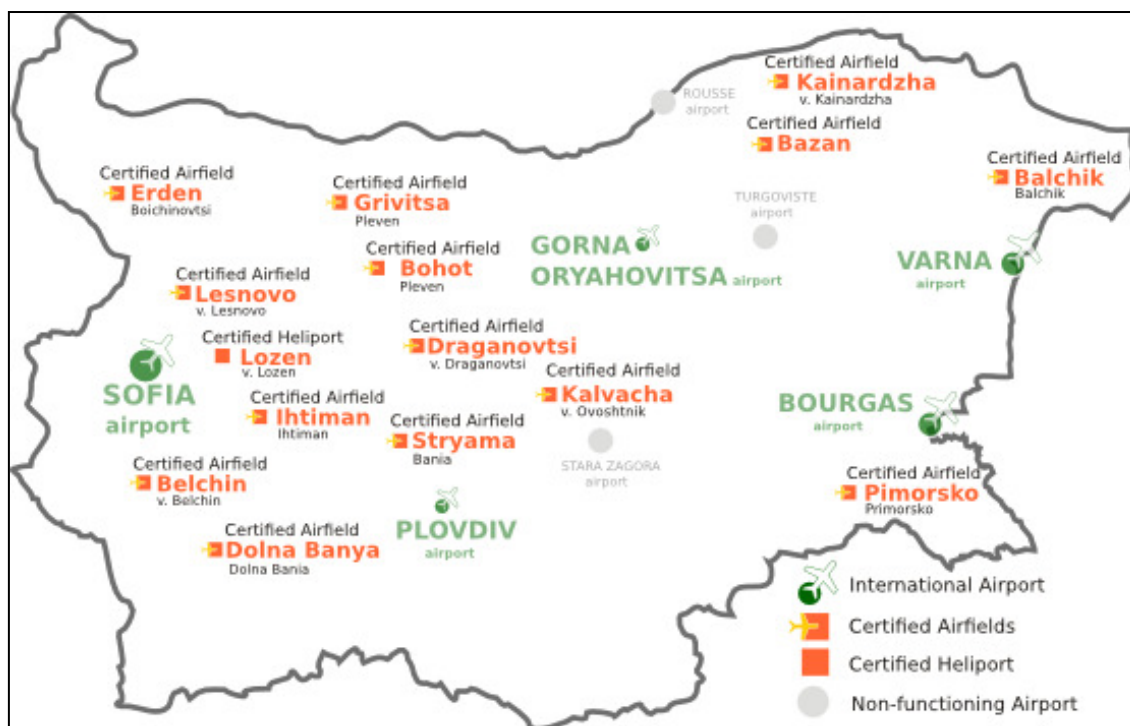 Certified Airfield
Kainardzha
v. Kainardzha
ROUSSE
airport
Certified Airfield
Bazan
Certified Airfield
Balchik
Balchik
Certified Airfield
Erden
Boichinovtsi
Certified Airfield
Grivitsa
Pleven
TURGOVISTE
airport
GORNA
ORYAHOVITSA airport
VARNA
airport
Certified Airfield
Bohot
Pleven
Certified Airfield
Lesnovo
v. Lesnovo
Certified Heliport
Lozen
v. Lozen
Certified Airfield
Draganovtsi
v. Draganovtsi
SOFIA
airport
Certified Airfield
Kalvacha
v. Ovoshtnik
Certified Airfield
Ihtiman
Ihtiman
BOURGAS
airport
Certified Airfield
Stryama
Bania
STARA ZAGORA
airport
Certified Airfield
Belchin
v. Belchin
Certified Airfield
Pimorsko
Primorsko
PLOVDIV
airport
Certified Airfield
Dolna Banya
Dolna Bania
International Airport
Certified Airfields
Certified Heliport
Non-functioning Airport